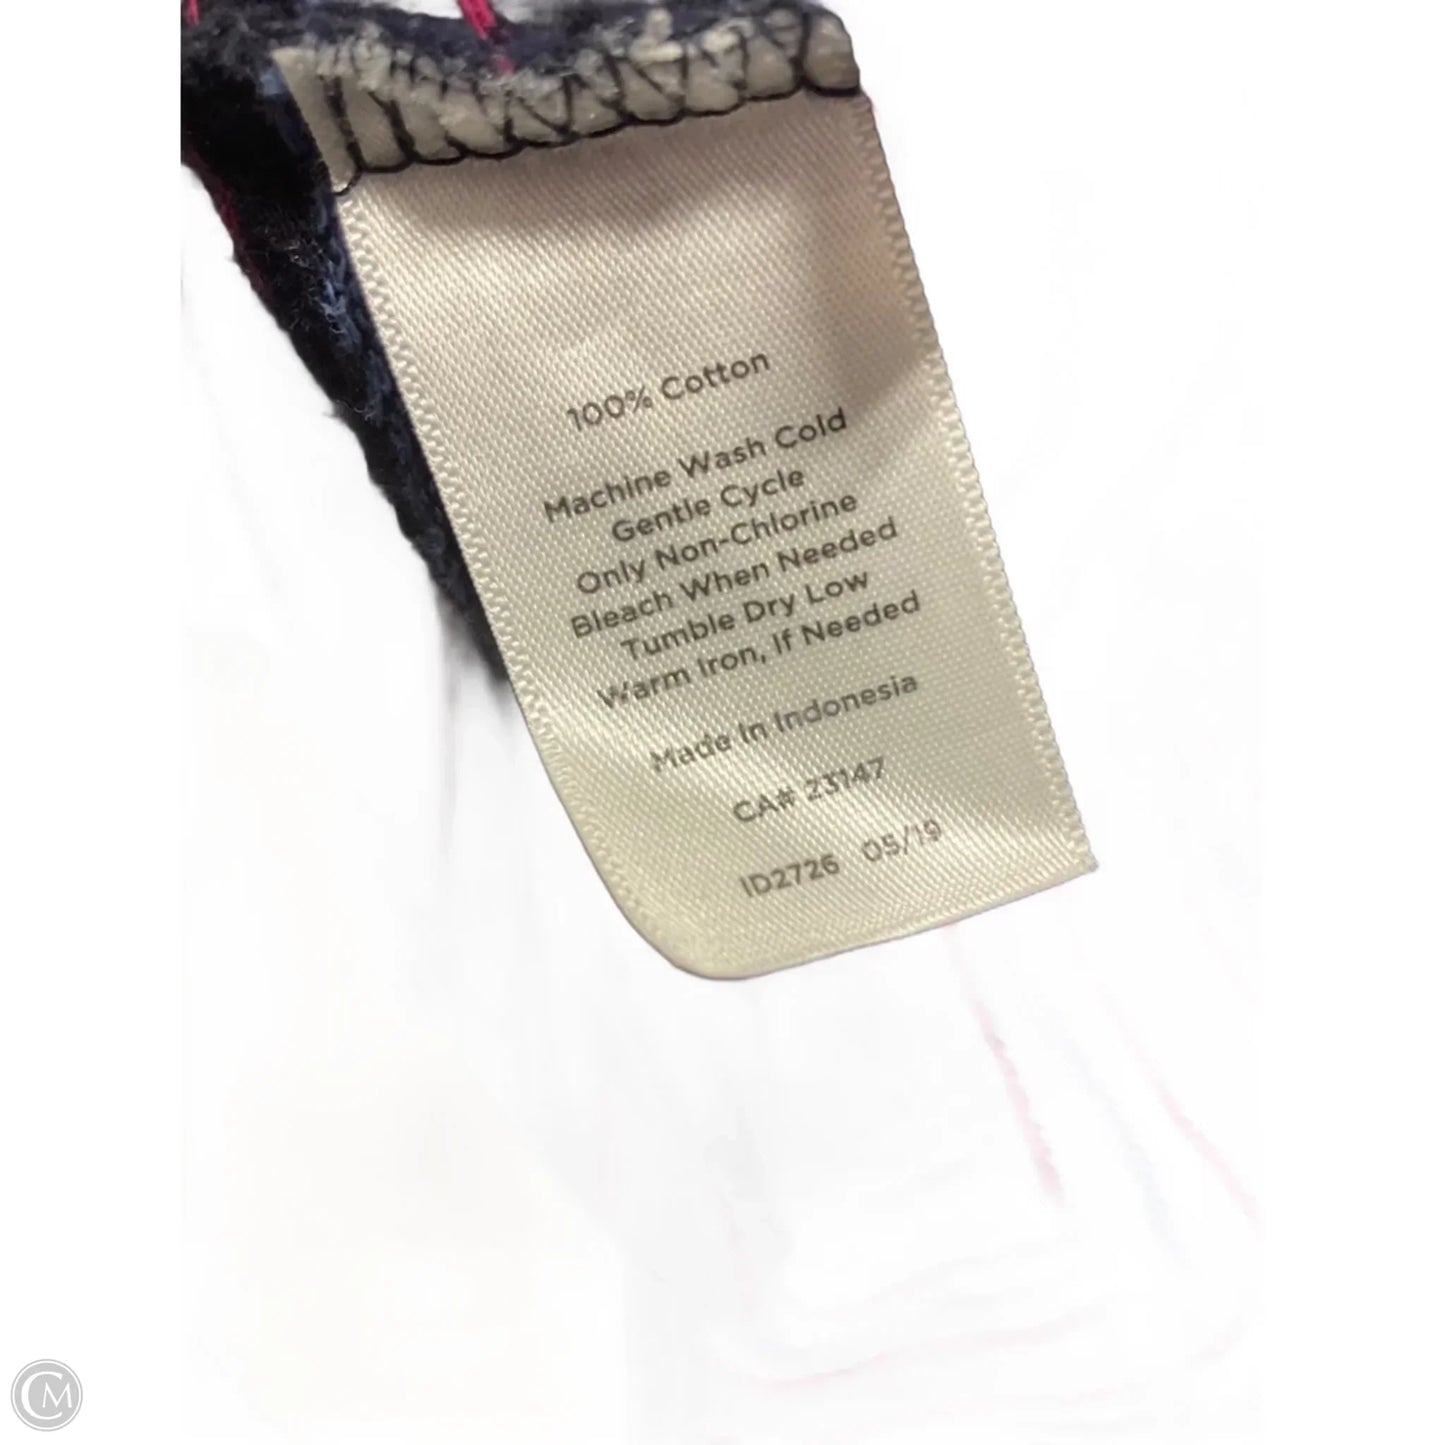 100% Cotton
Machine Wash Cold
Gentle Cycle
Only Non-Chlorine
Bleach When Needed
Tumble Dry Low
Warm Iron, If Needed
Made In Indonesia
CA# 23147
ID2726 05/19
CM